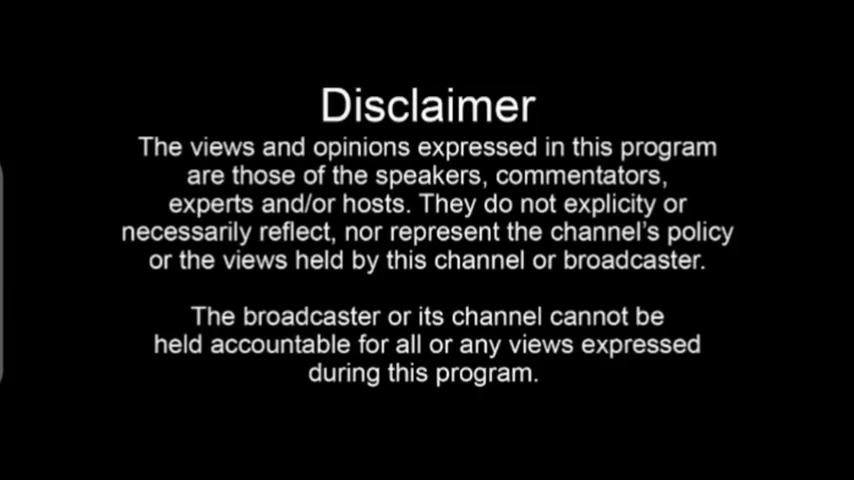 Disclaimer
The views and opinions expressed in this program
are those of the speakers, commentators,
experts and/or hosts. They do not explicity or
necessarily reflect, nor represent the channel's policy
or the views held by this channel or broadcaster.
The broadcaster or its channel cannot be
held accountable for all or any views expressed
during this program.